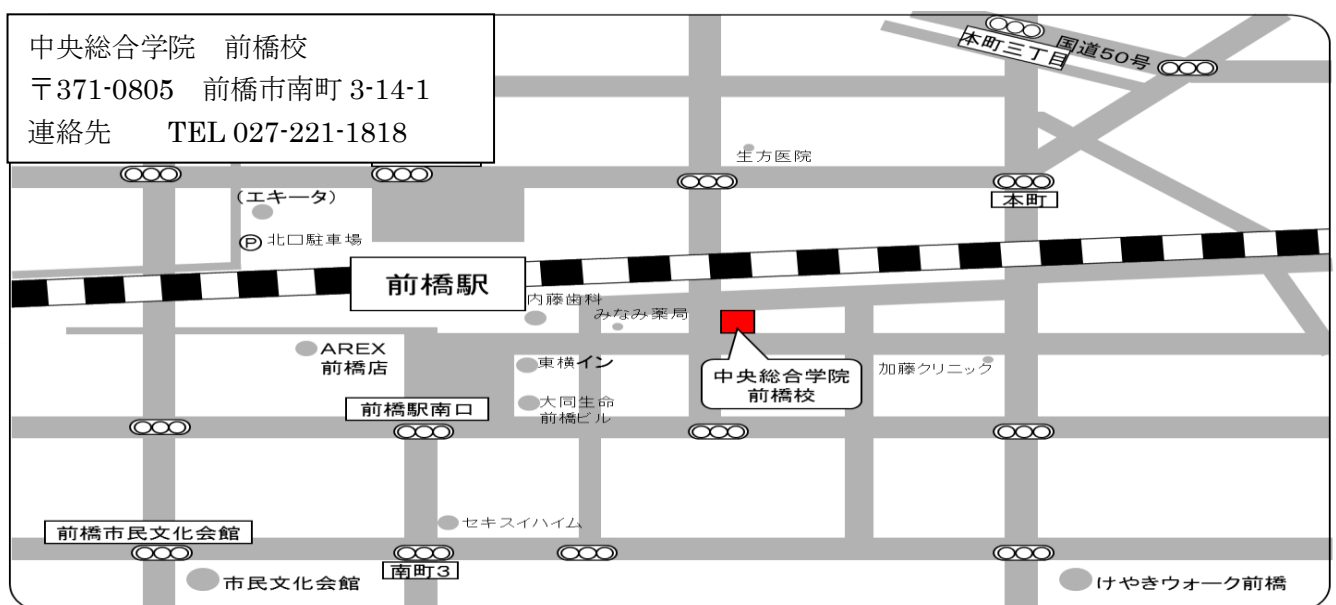 中央総合学院　前橋校
〒371-0805　前橋市南町 3-14-1
連絡先　　TEL 027-221-1818
本町三丁目
国道50号
生方医院
(エキータ)
本町
P 北口駐車場
前橋駅
内藤歯科
みなみ薬局
AREX
前橋店
東横イン
中央総合学院
前橋校
加藤クリニック
前橋駅南口
大同生命
前橋ビル
セキスイハイム
前橋市民文化会館
南町3
市民文化会館
けやきウォーク前橋